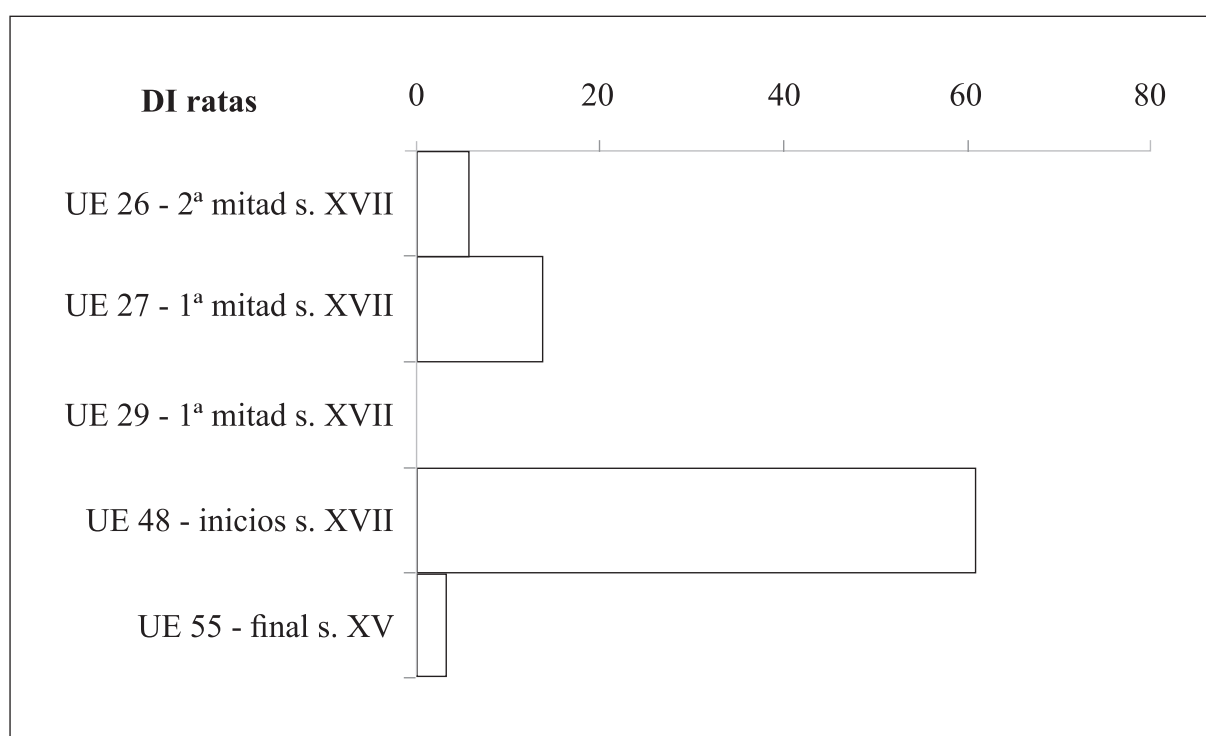 DI ratas
0 20 40 60 80
UE 26 - 2ª mitad s. XVII
UE 27 - 1ª mitad s. XVII
UE 29 - 1ª mitad s. XVII
UE 48 - inicios s. XVII
UE 55 - final s. XV